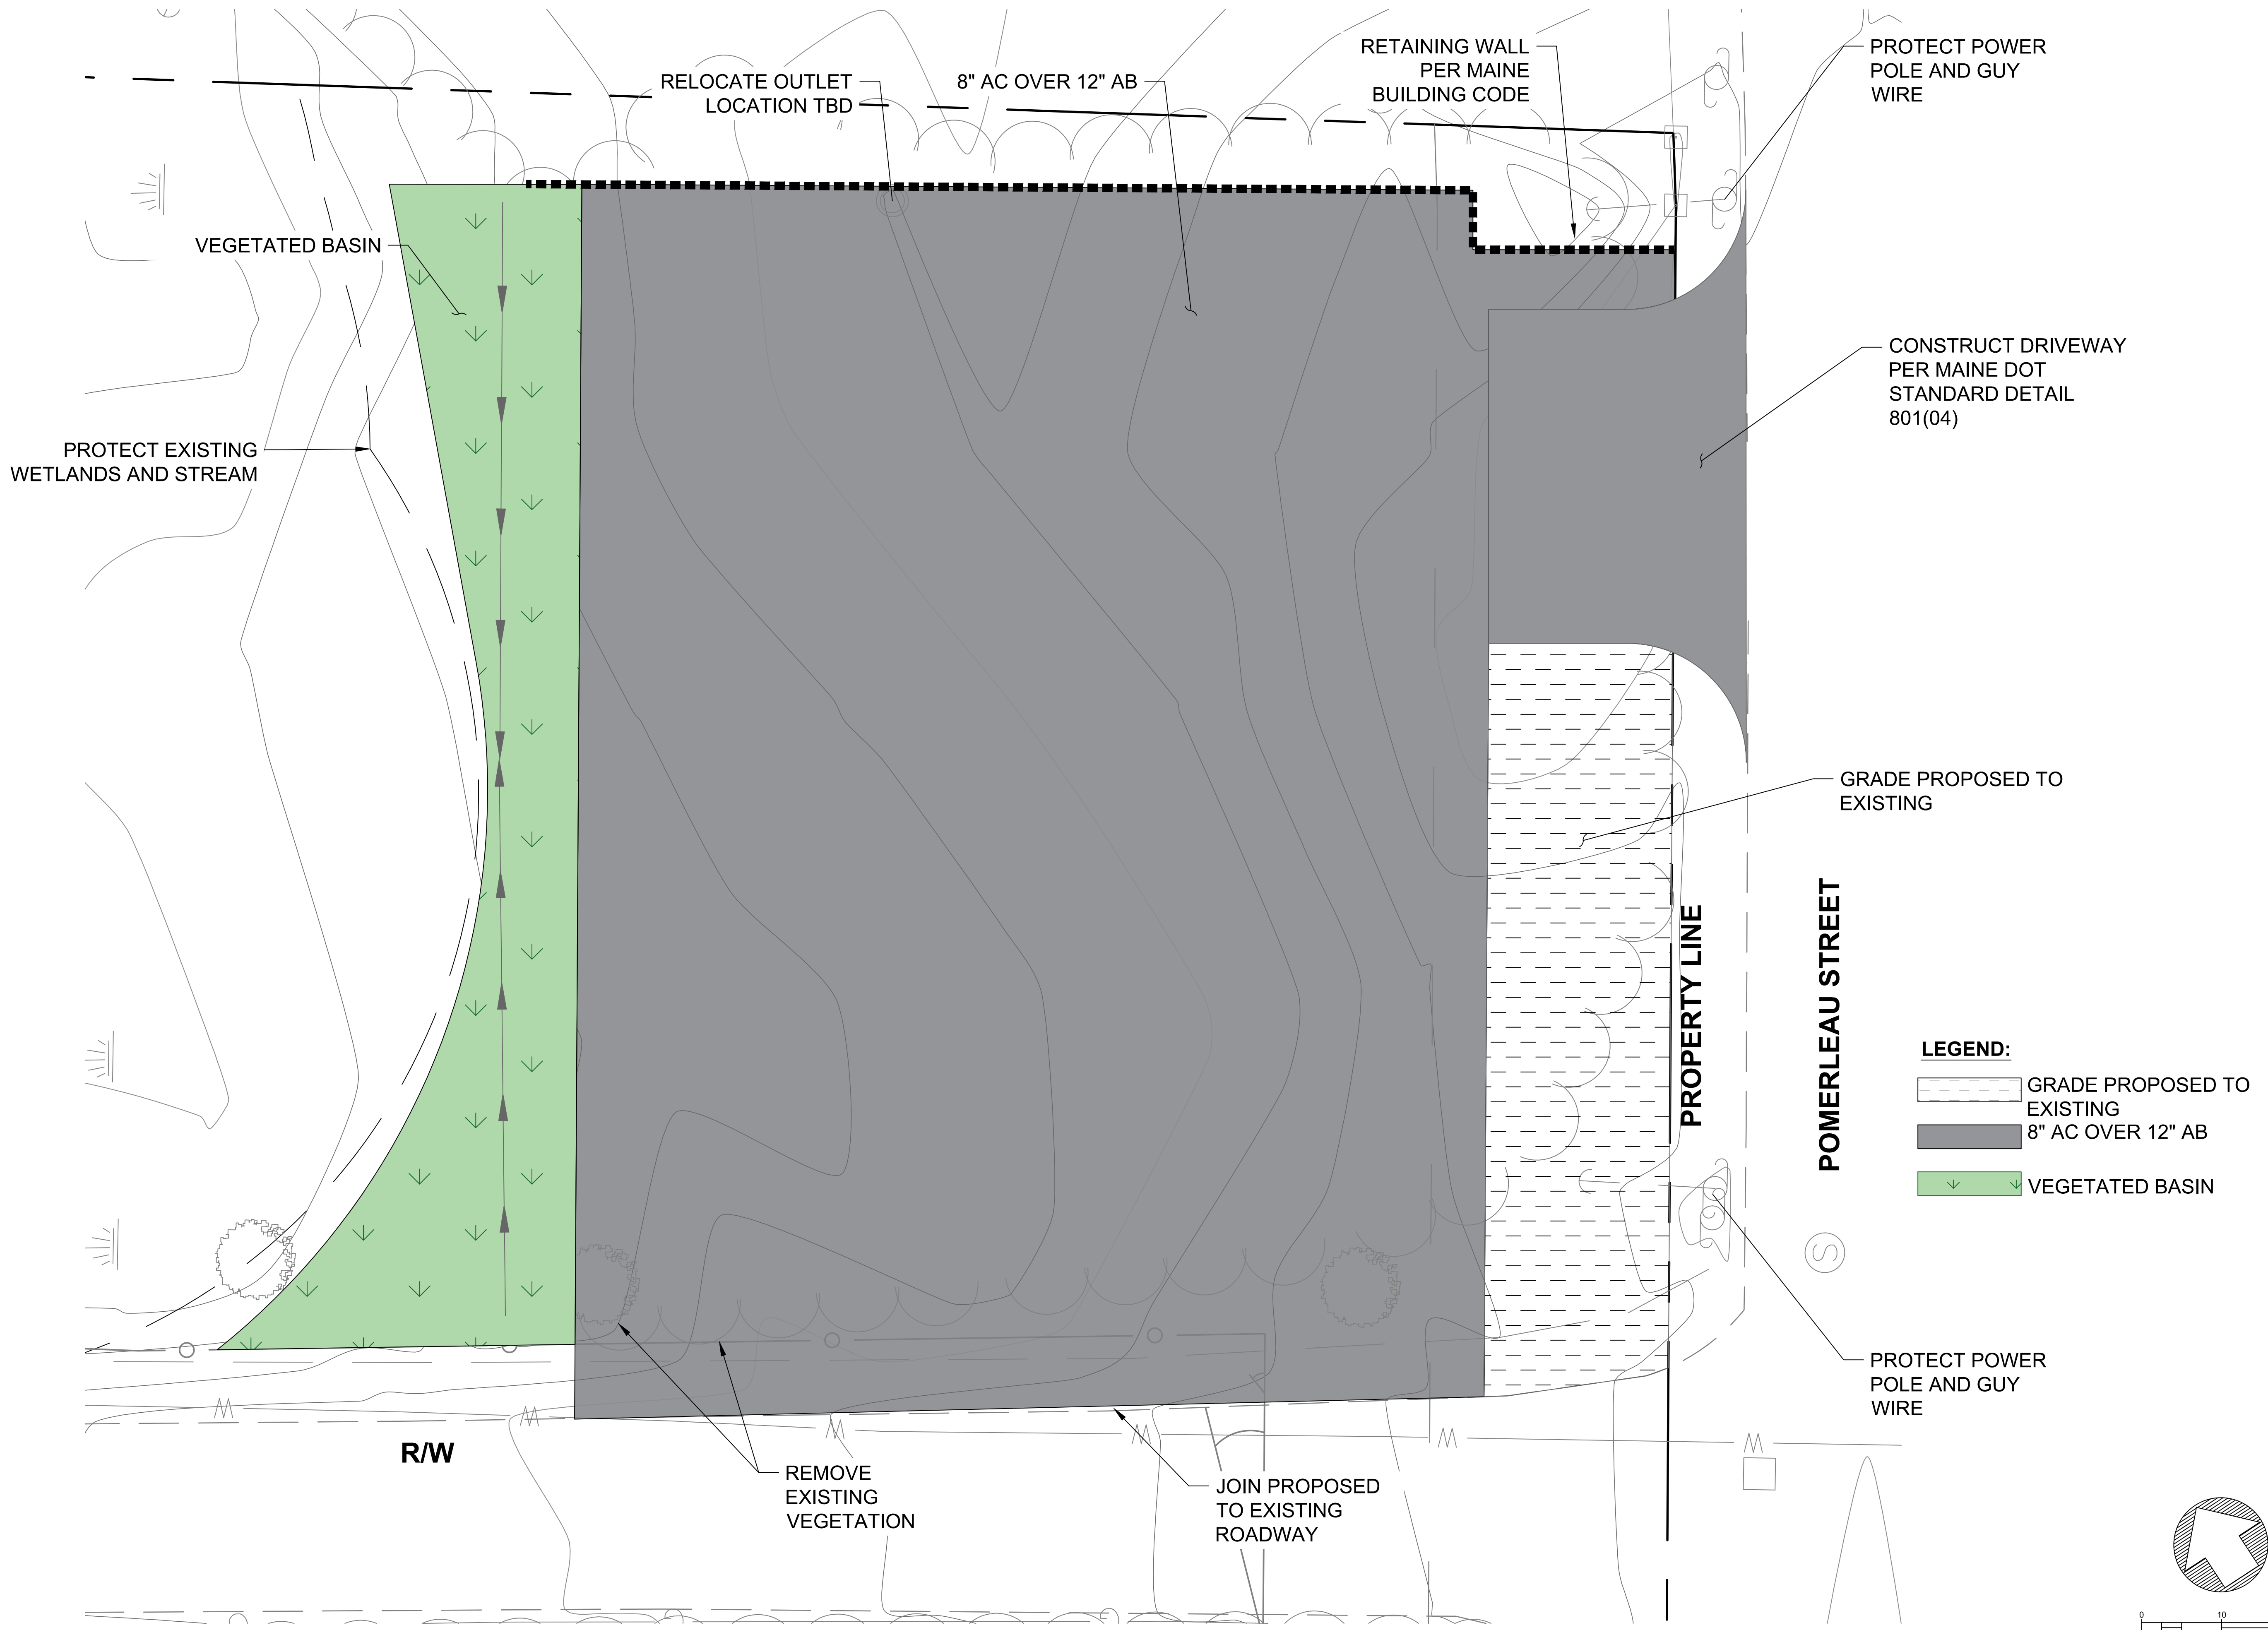 RELOCATE OUTLET
LOCATION TBD
8" AC OVER 12" AB
RETAINING WALL
PER MAINE
BUILDING CODE
PROTECT POWER
POLE AND GUY
WIRE
VEGETATED BASIN
CONSTRUCT DRIVEWAY
PER MAINE DOT
STANDARD DETAIL
801(04)
PROTECT EXISTING
WETLANDS AND STREAM
GRADE PROPOSED TO
EXISTING
PROPERTY LINE
POMERLEAU STREET
LEGEND:
GRADE PROPOSED TO
EXISTING
8" AC OVER 12" AB
VEGETATED BASIN
S
PROTECT POWER
POLE AND GUY
WIRE
R/W
REMOVE
EXISTING
VEGETATION
JOIN PROPOSED
TO EXISTING
ROADWAY
0 10